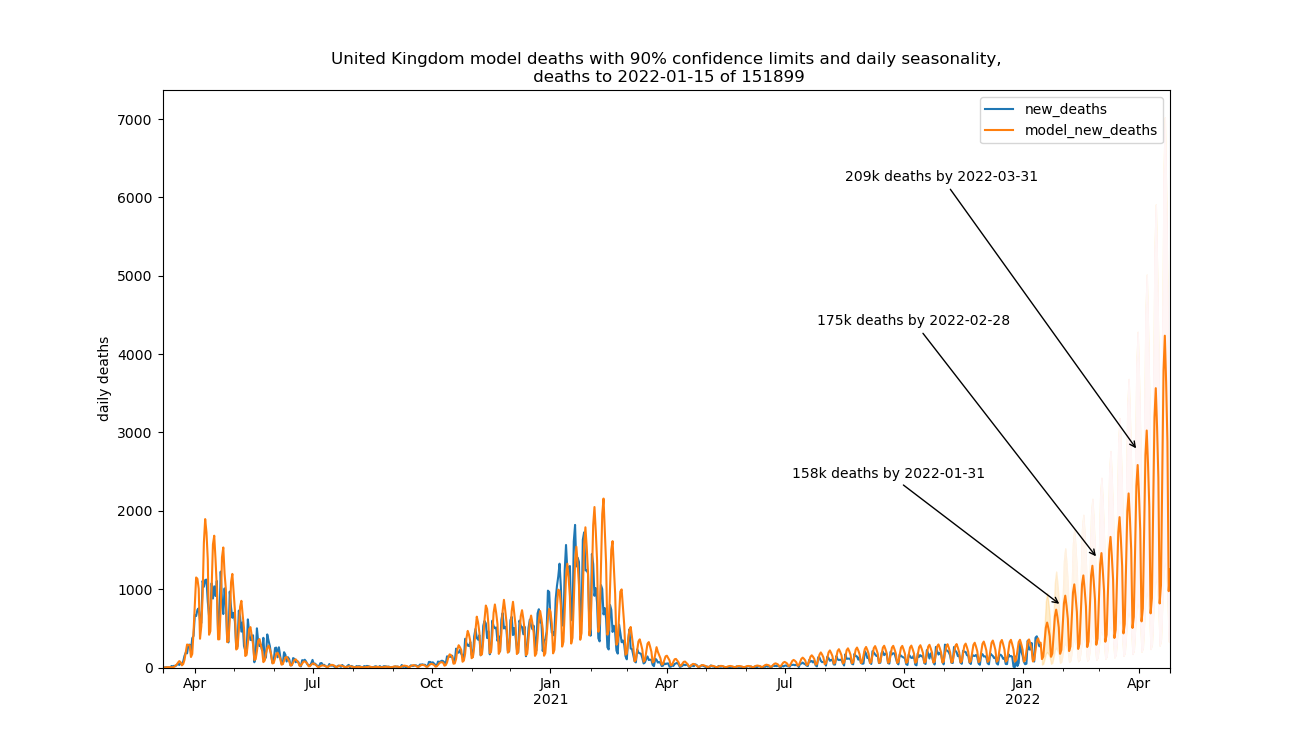 United Kingdom model deaths with 90% confidence limits and daily seasonality,
deaths to 2022-01-15 of 151899
new_deaths
model_new_deaths
209k deaths by 2022-03-31
175k deaths by 2022-02-28
158k deaths by 2022-01-31
daily deaths
7000
6000
5000
4000
3000
2000
1000
0
Apr Jul Oct Jan Apr Jul Oct Jan Apr
2021 2022